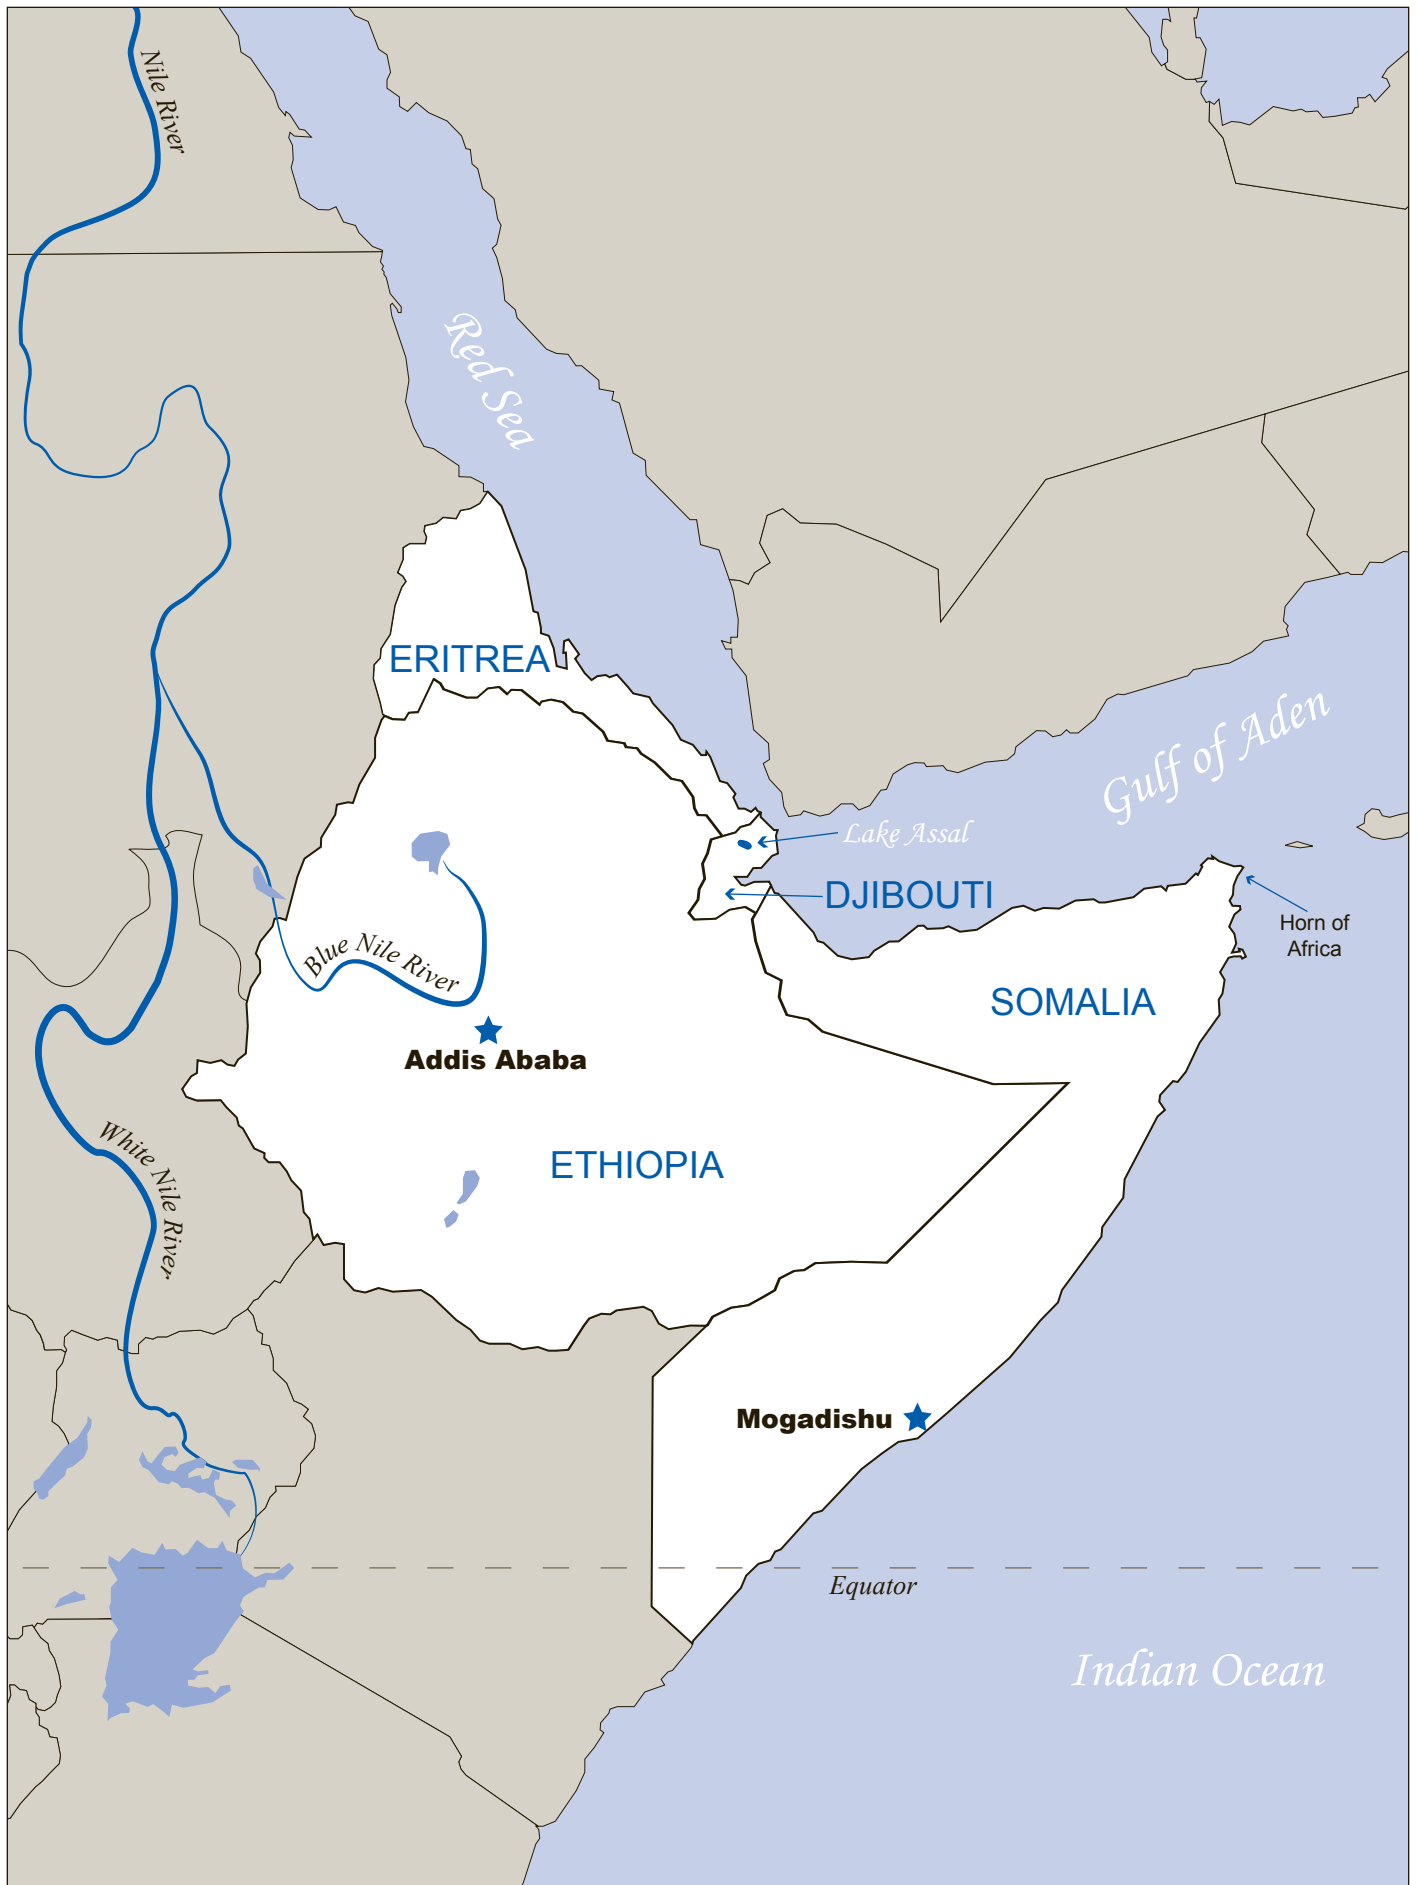 Nile River
Red Sea
ERITREA
Gulf of Aden
Lake Assal
DJIBOUTI
Horn of
Africa
Blue Nile River
SOMALIA
Addis Ababa
White Nile River
ETHIOPIA
Mogadishu
Equator
Indian Ocean